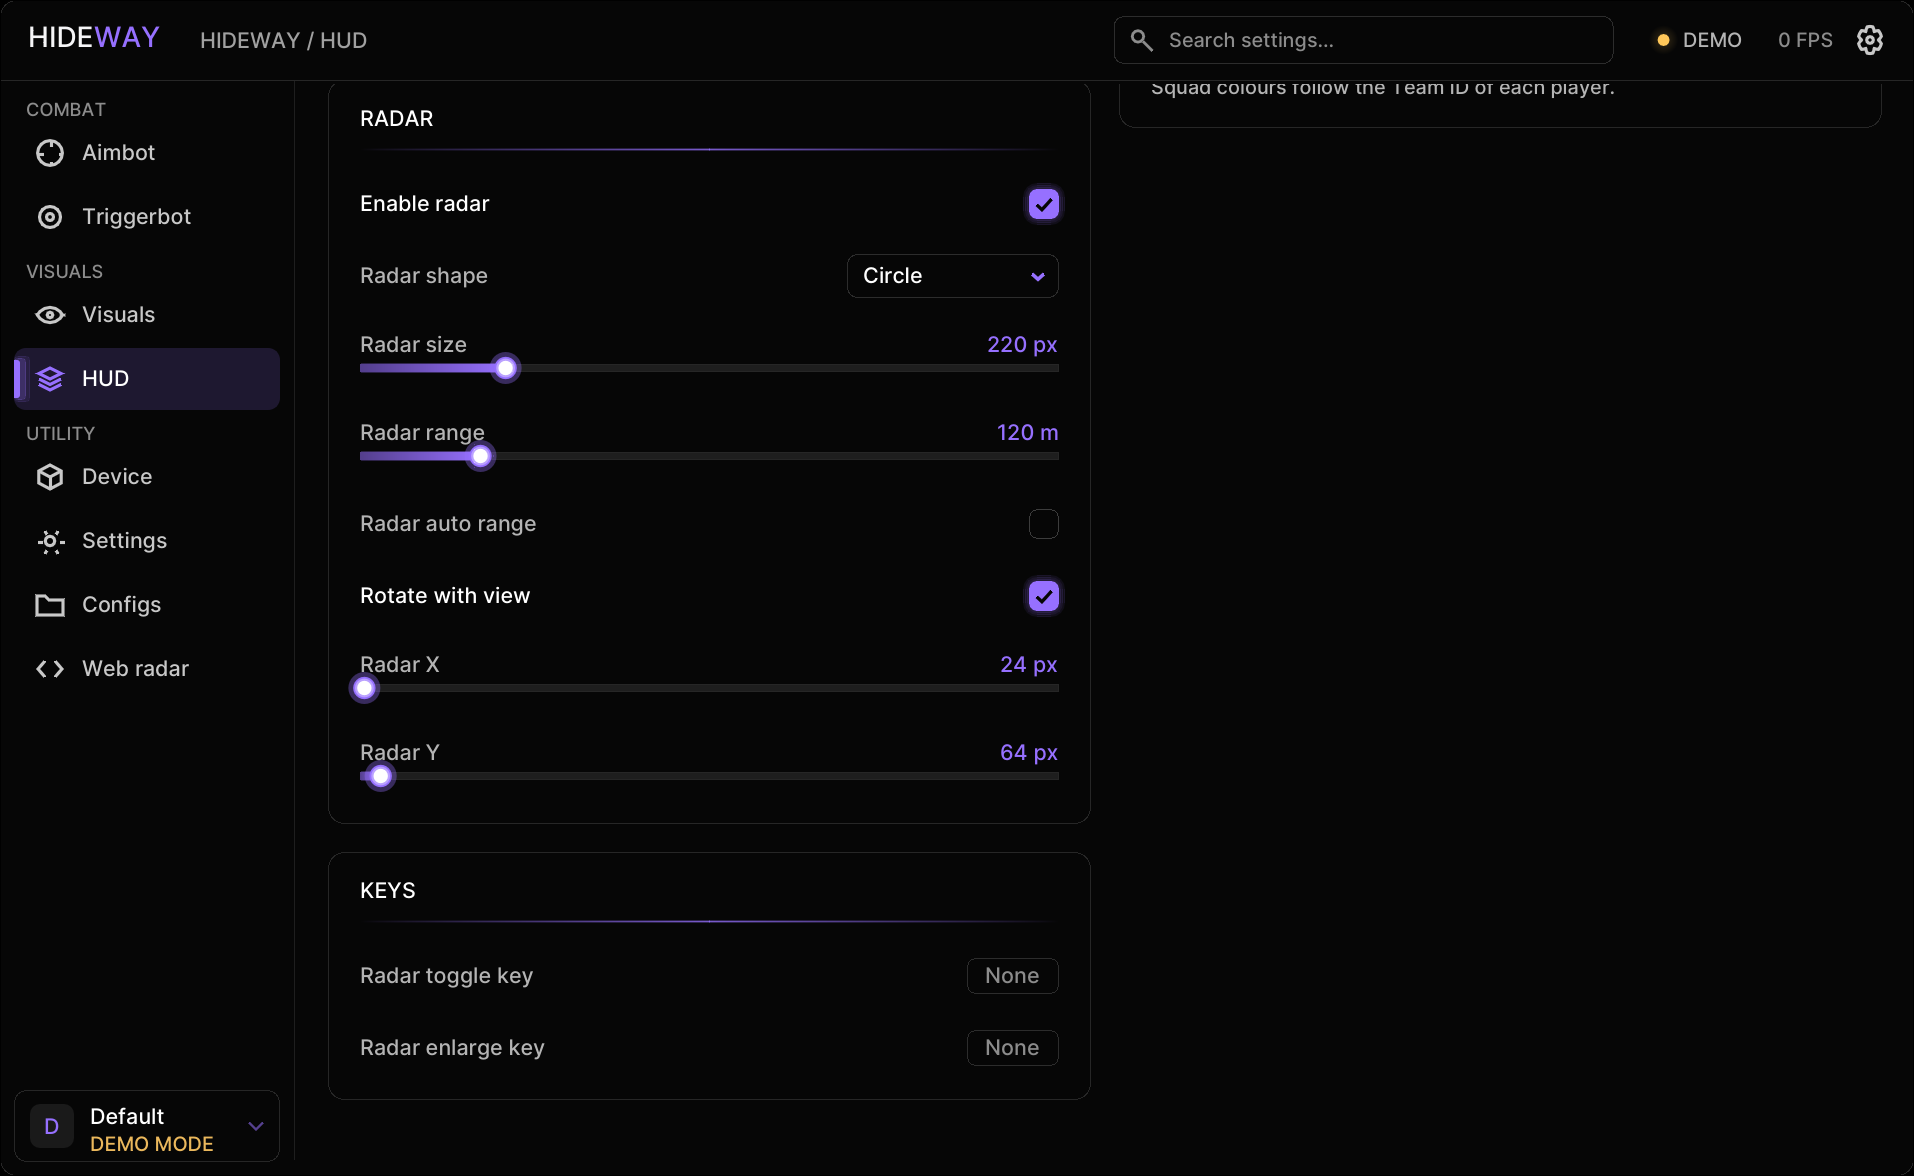 HIDEWAY
HIDEWAY / HUD
Search settings...
DEMO
0 FPS
COMBAT
Aimbot
Triggerbot
VISUALS
Visuals
HUD
UTILITY
Device
Settings
Configs
Web radar
Default
D
DEMO MODE
RADAR
Enable radar
Radar shape
Circle
Radar size
220 px
Radar range
120 m
Radar auto range
Rotate with view
Radar X
24 px
Radar Y
64 px
KEYS
Radar toggle key
None
Radar enlarge key
None
Squad colours follow the Team ID of each player.